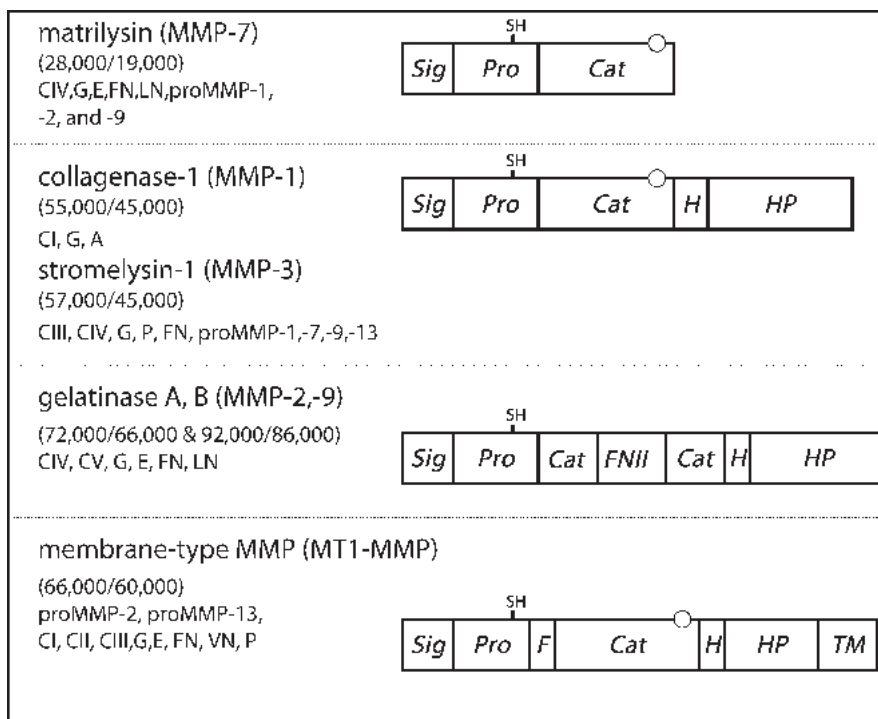 matrilysin (MMP-7)
(28,000/19,000)
CIV,G,E,FN,LN,proMMP-1,
-2, and -9
SH
Sig Pro Cat
collagenase-1 (MMP-1)
(55,000/45,000)
CI, G, A
SH
Sig Pro Cat H HP
stromelysin-1 (MMP-3)
(57,000/45,000)
CIII, CIV, G, P, FN, proMMP-1,-7,-9,-13
gelatinase A, B (MMP-2,-9)
(72,000/66,000 & 92,000/86,000)
CIV, CV, G, E, FN, LN
SH
Sig Pro Cat FNII Cat H HP
membrane-type MMP (MT1-MMP)
(66,000/60,000)
proMMP-2, proMMP-13,
CI, CII, CIII,G,E, FN, VN, P
SH
Sig Pro F Cat H HP TM